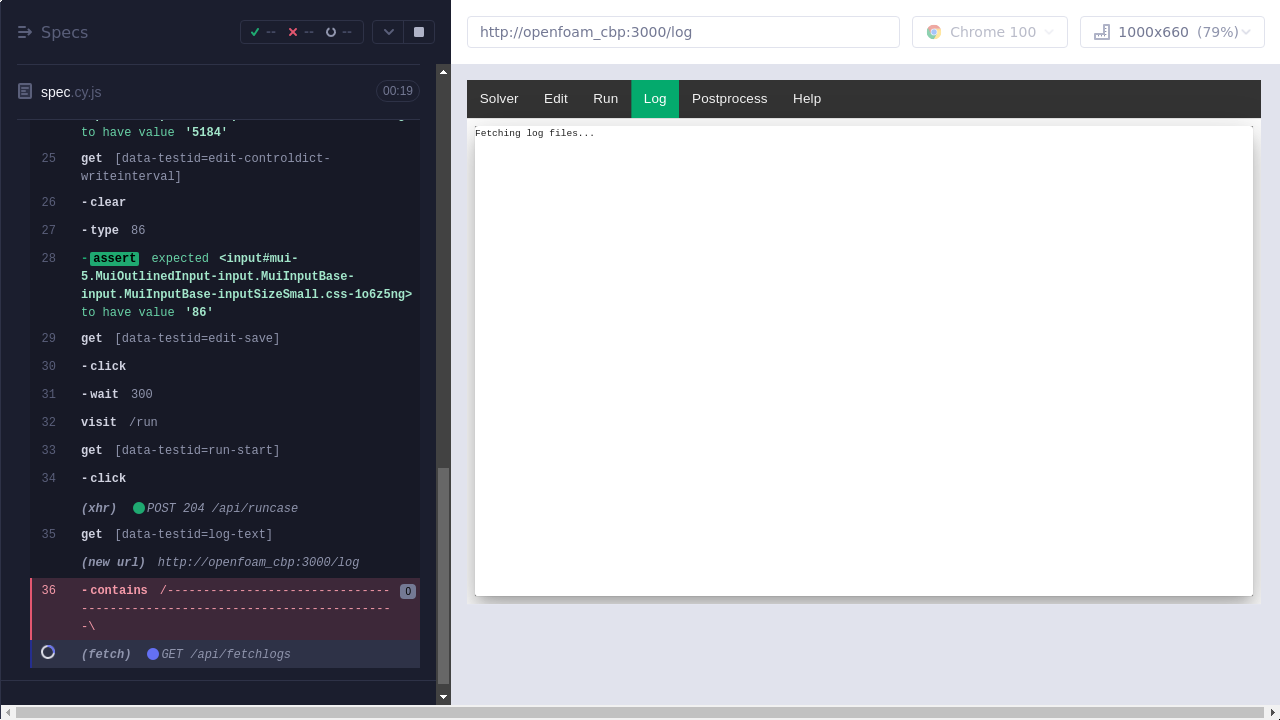 Specs
-- -- --
http://openfoam_cbp:3000/log
Chrome 100
1000x660 (79%)
spec.cy.js
00:19
to have value '5184'
25 get [data-testid=edit-controldict-
writeinterval]
26 -clear
27 -type 86
28 -assert expected <input#mui-
5.MuiOutlinedInput-input.MuiInputBase-
input.MuiInputBase-inputSizeSmall.css-1o6z5ng>
to have value '86'
29 get [data-testid=edit-save]
30 -click
31 -wait 300
32 visit /run
33 get [data-testid=run-start]
34 -click
(xhr) POST 204 /api/runcase
35 get [data-testid=log-text]
(new url) http://openfoam_cbp:3000/log
36 -contains /-------------------------------
-------------------------------------------
-\
0
(fetch) GET /api/fetchlogs
Solver Edit Run Log Postprocess Help
Fetching log files...